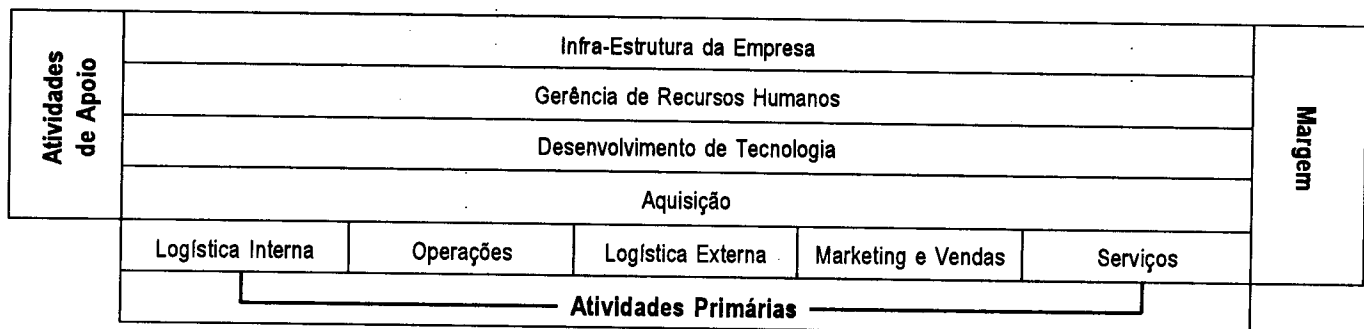 Atividades
de Apoio
Infra-Estrutura da Empresa
Gerência de Recursos Humanos
Desenvolvimento de Tecnologia
Aquisição
Margem
Logística Interna
Operações
Logística Externa
Marketing e Vendas
Serviços
Atividades Primárias